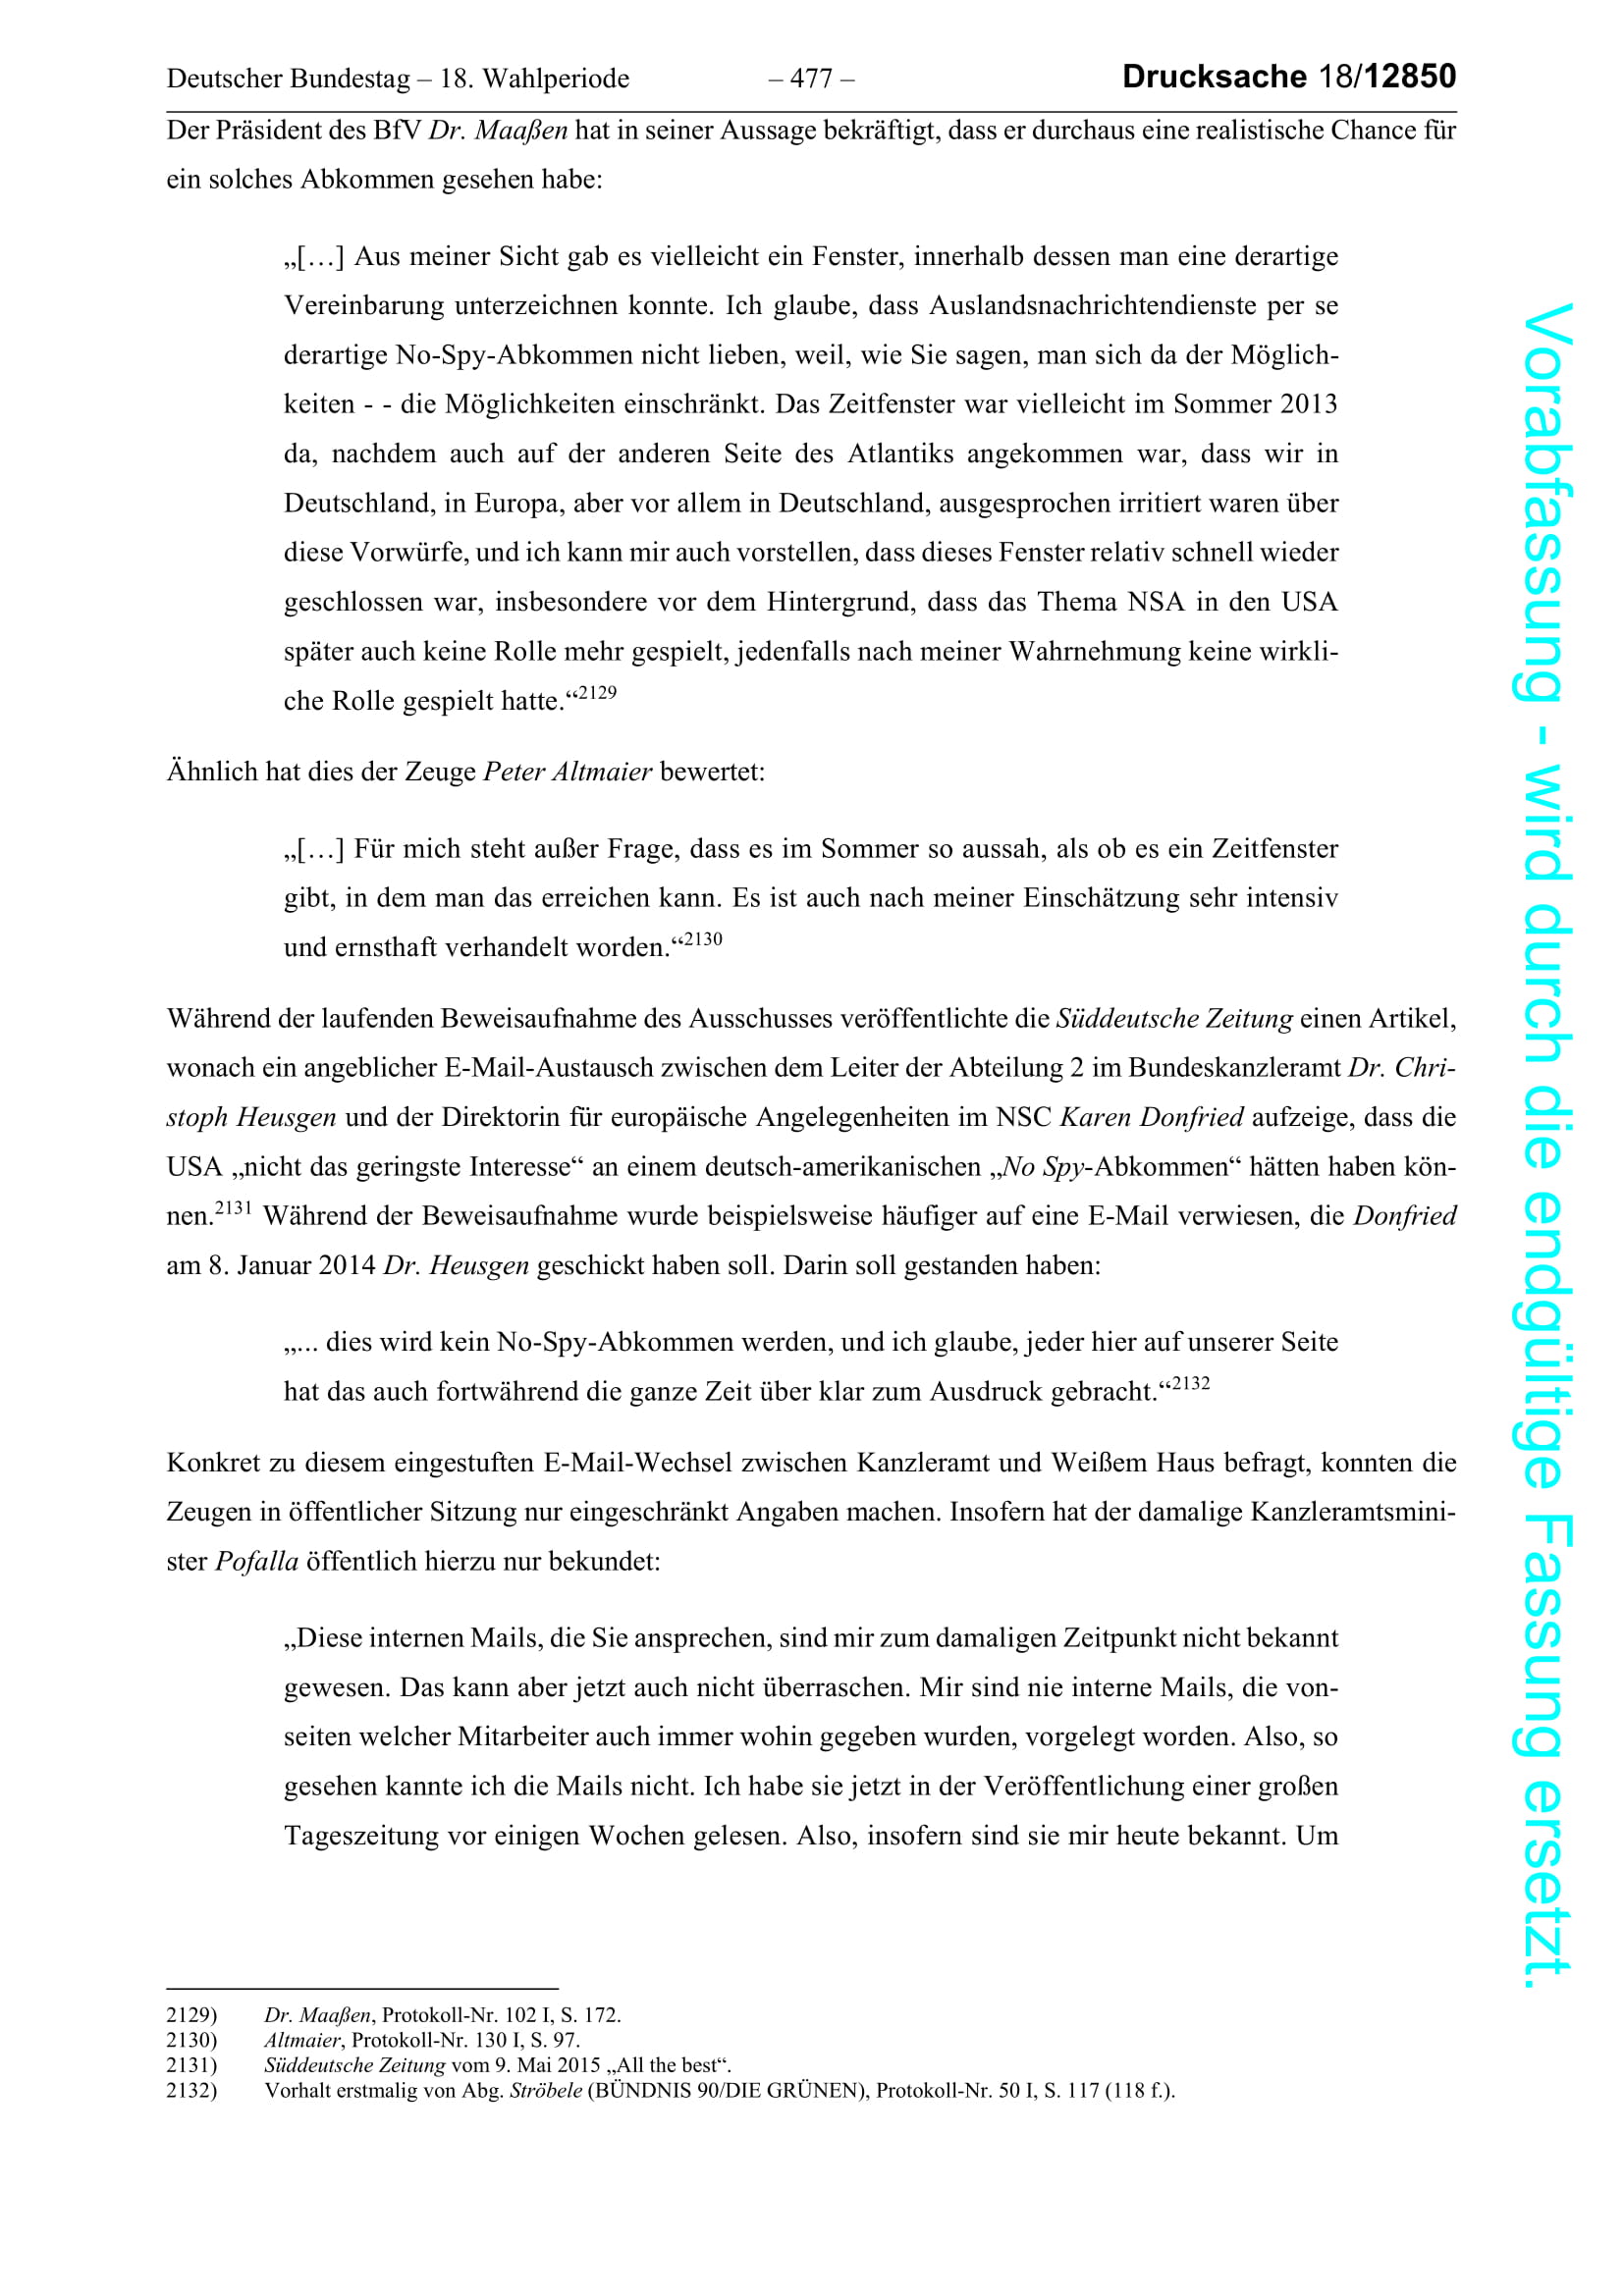 Deutscher Bundestag – 18. Wahlperiode – 477 – Drucksache 18/12850
Der Präsident des BfV Dr. Maaßen hat in seiner Aussage bekräftigt, dass er durchaus eine realistische Chance für
ein solches Abkommen gesehen habe:
„[…] Aus meiner Sicht gab es vielleicht ein Fenster, innerhalb dessen man eine derartige
Vereinbarung unterzeichnen konnte. Ich glaube, dass Auslandsnachrichtendienste per se
derartige No-Spy-Abkommen nicht lieben, weil, wie Sie sagen, man sich da der Möglich-
keiten - - die Möglichkeiten einschränkt. Das Zeitfenster war vielleicht im Sommer 2013
da, nachdem auch auf der anderen Seite des Atlantiks angekommen war, dass wir in
Deutschland, in Europa, aber vor allem in Deutschland, ausgesprochen irritiert waren über
diese Vorwürfe, und ich kann mir auch vorstellen, dass dieses Fenster relativ schnell wieder
geschlossen war, insbesondere vor dem Hintergrund, dass das Thema NSA in den USA
später auch keine Rolle mehr gespielt, jedenfalls nach meiner Wahrnehmung keine wirkli-
che Rolle gespielt hatte.“2129
Ähnlich hat dies der Zeuge Peter Altmaier bewertet:
„[…] Für mich steht außer Frage, dass es im Sommer so aussah, als ob es ein Zeitfenster
gibt, in dem man das erreichen kann. Es ist auch nach meiner Einschätzung sehr intensiv
und ernsthaft verhandelt worden.“2130
Während der laufenden Beweisaufnahme des Ausschusses veröffentlichte die Süddeutsche Zeitung einen Artikel,
wonach ein angeblicher E-Mail-Austausch zwischen dem Leiter der Abteilung 2 im Bundeskanzleramt Dr. Chri-
stoph Heusgen und der Direktorin für europäische Angelegenheiten im NSC Karen Donfried aufzeige, dass die
USA „nicht das geringste Interesse“ an einem deutsch-amerikanischen „No Spy-Abkommen“ hätten haben kön-
nen.2131 Während der Beweisaufnahme wurde beispielsweise häufiger auf eine E-Mail verwiesen, die Donfried
am 8. Januar 2014 Dr. Heusgen geschickt haben soll. Darin soll gestanden haben:
„... dies wird kein No-Spy-Abkommen werden, und ich glaube, jeder hier auf unserer Seite
hat das auch fortwährend die ganze Zeit über klar zum Ausdruck gebracht.“2132
Konkret zu diesem eingestuften E-Mail-Wechsel zwischen Kanzleramt und Weißem Haus befragt, konnten die
Zeugen in öffentlicher Sitzung nur eingeschränkt Angaben machen. Insofern hat der damalige Kanzleramtsmini-
ster Pofalla öffentlich hierzu nur bekundet:
„Diese internen Mails, die Sie ansprechen, sind mir zum damaligen Zeitpunkt nicht bekannt
gewesen. Das kann aber jetzt auch nicht überraschen. Mir sind nie interne Mails, die von-
seiten welcher Mitarbeiter auch immer wohin gegeben wurden, vorgelegt worden. Also, so
gesehen kannte ich die Mails nicht. Ich habe sie jetzt in der Veröffentlichung einer großen
Tageszeitung vor einigen Wochen gelesen. Also, insofern sind sie mir heute bekannt. Um
2129) Dr. Maaßen, Protokoll-Nr. 102 I, S. 172.
2130) Altmaier, Protokoll-Nr. 130 I, S. 97.
2131) Süddeutsche Zeitung vom 9. Mai 2015 „All the best“.
2132) Vorhalt erstmalig von Abg. Ströbele (BÜNDNIS 90/DIE GRÜNEN), Protokoll-Nr. 50 I, S. 117 (118 f.).
Vorabfassung - wird durch die endgültige Fassung ersetzt.